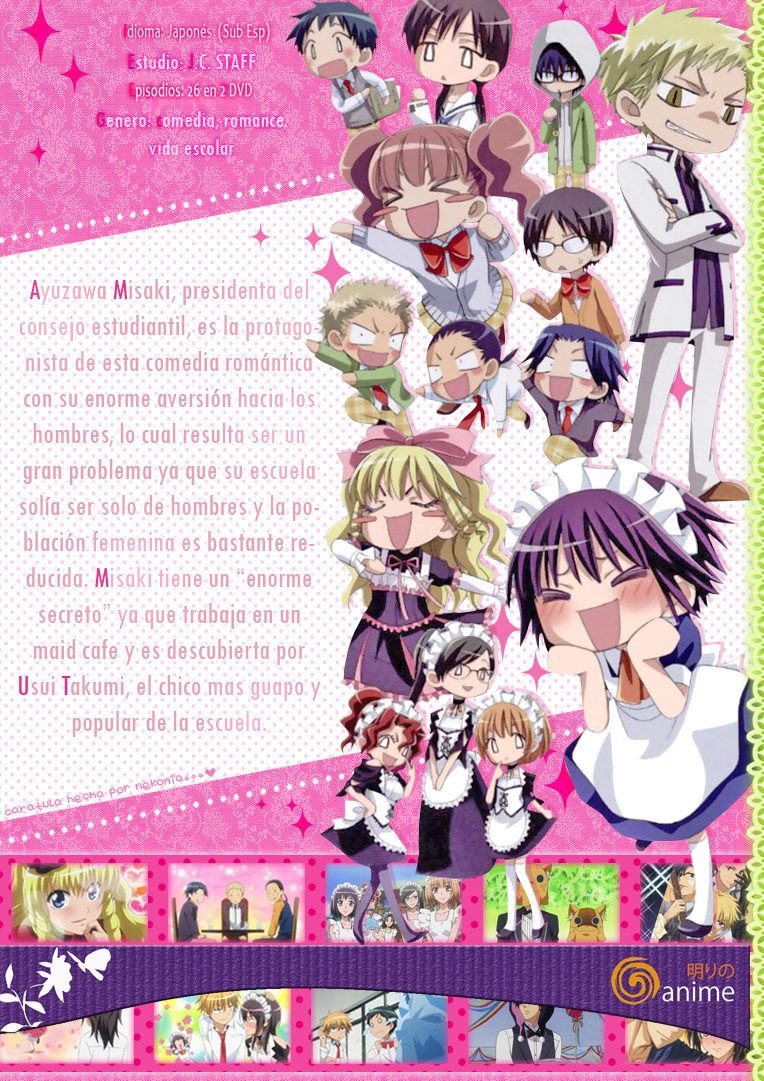 Idioma: Japonés (Sub Esp)
Estudio: J.C. STAFF
Episodios: 26 en 2 DVD
Genero: comedia, romance,
vida escolar
Ayuzawa Misaki, presidenta del
consejo estudiantil, es la protago-
nista de esta comedia romántica
con su enorme aversión hacia los
hombres, lo cual resulta ser un
gran problema ya que su escuela
solía ser solo de hombres y la po-
blación femenina es bastante re-
ducida. Misaki tiene un “enorme
secreto” ya que trabaja en un
maid cafe y es descubierta por
Usui Takumi, el chico mas guapo y
popular de la escuela.
caratula hecha por nekonia...♥
明りの
anime